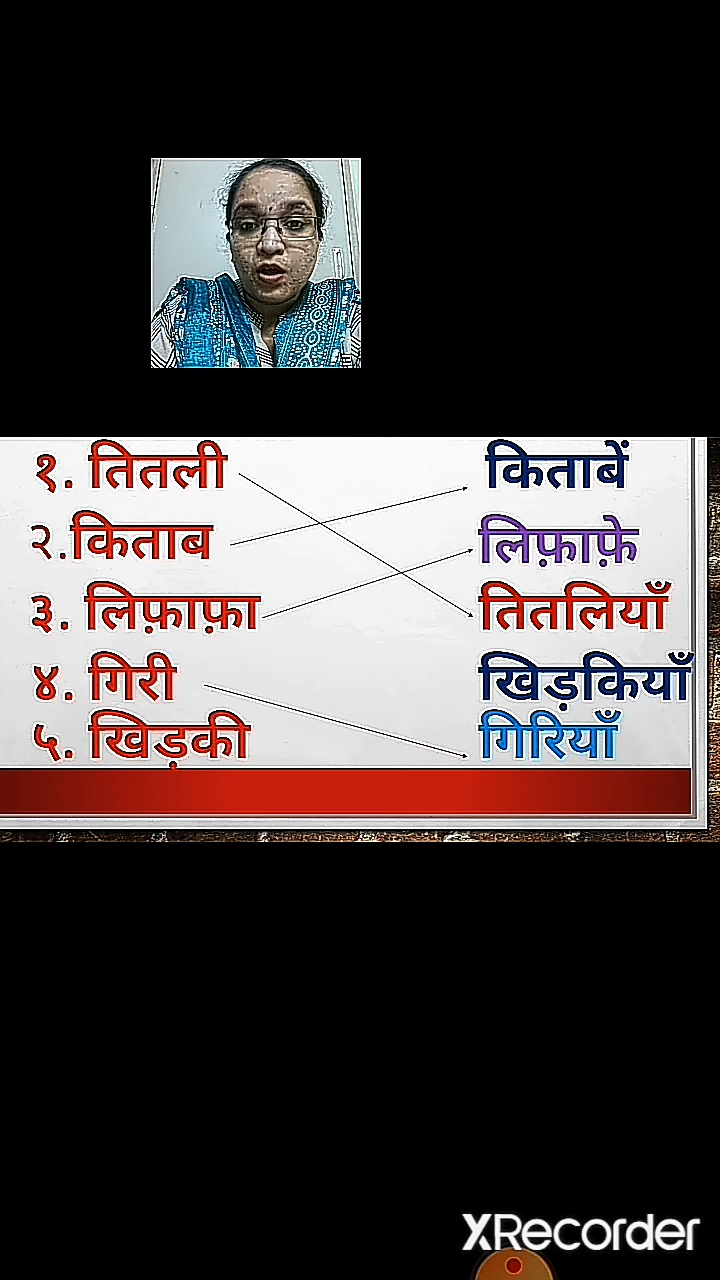 १. तितली किताबें
२.किताब लिफ़ाफ़े
३. लिफ़ाफ़ा तितलियाँ
४. गिरी खिड़कियाँ
५. खिड़की गिरियाँ
XRecorder